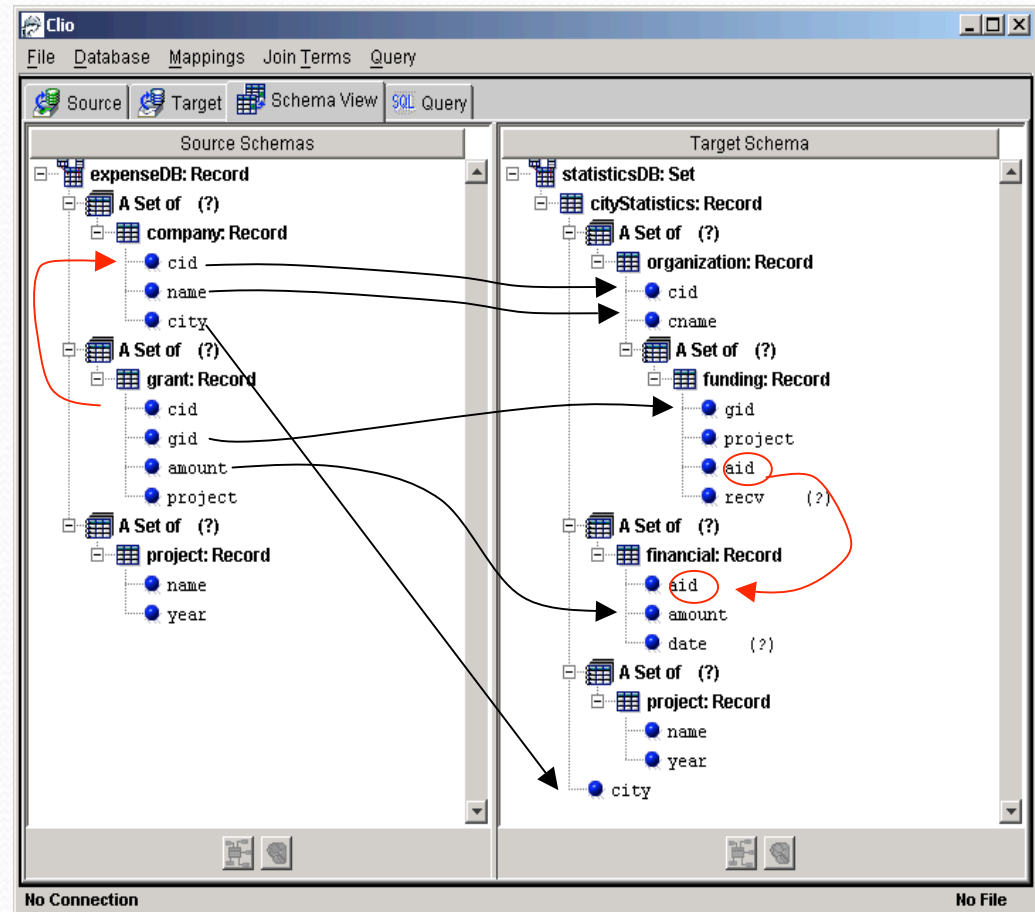 Clio
File Database Mappings Join Terms Query
Source Target Schema View SQL Query
Source Schemas
expenseDB: Record
A Set of (?)
company: Record
cid
name
city
A Set of (?)
grant: Record
cid
gid
amount
project
A Set of (?)
project: Record
name
year
Target Schema
statisticsDB: Set
cityStatistics: Record
A Set of (?)
organization: Record
cid
cname
A Set of (?)
funding: Record
gid
project
aid
recv (?)
A Set of (?)
financial: Record
aid
amount
date (?)
A Set of (?)
project: Record
name
year
city
No Connection
No File